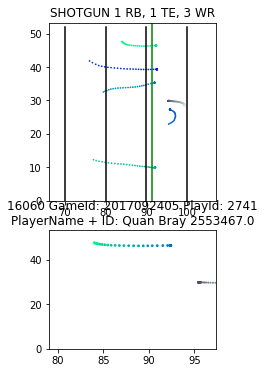 SHOTGUN 1 RB, 1 TE, 3 WR
50
40
30
20
10
0
70 80 90 100
16060 GameId: 2017092405 PlayId: 2741
PlayerName + ID: Quan Bray 2553467.0
40
20
0
80 85 90 95